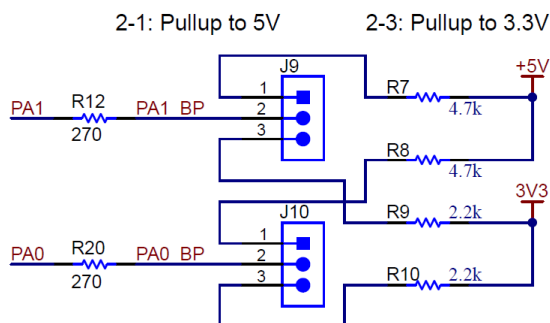 2-1: Pullup to 5V 2-3: Pullup to 3.3V
J9 +5V
1 R7
4.7k
PA1 R12 PA1_BP 2
270
3
R8
4.7k
3V3
J10 R9 2.2k
1
PA0 R20 PA0_BP 2
270
3 R10 2.2k